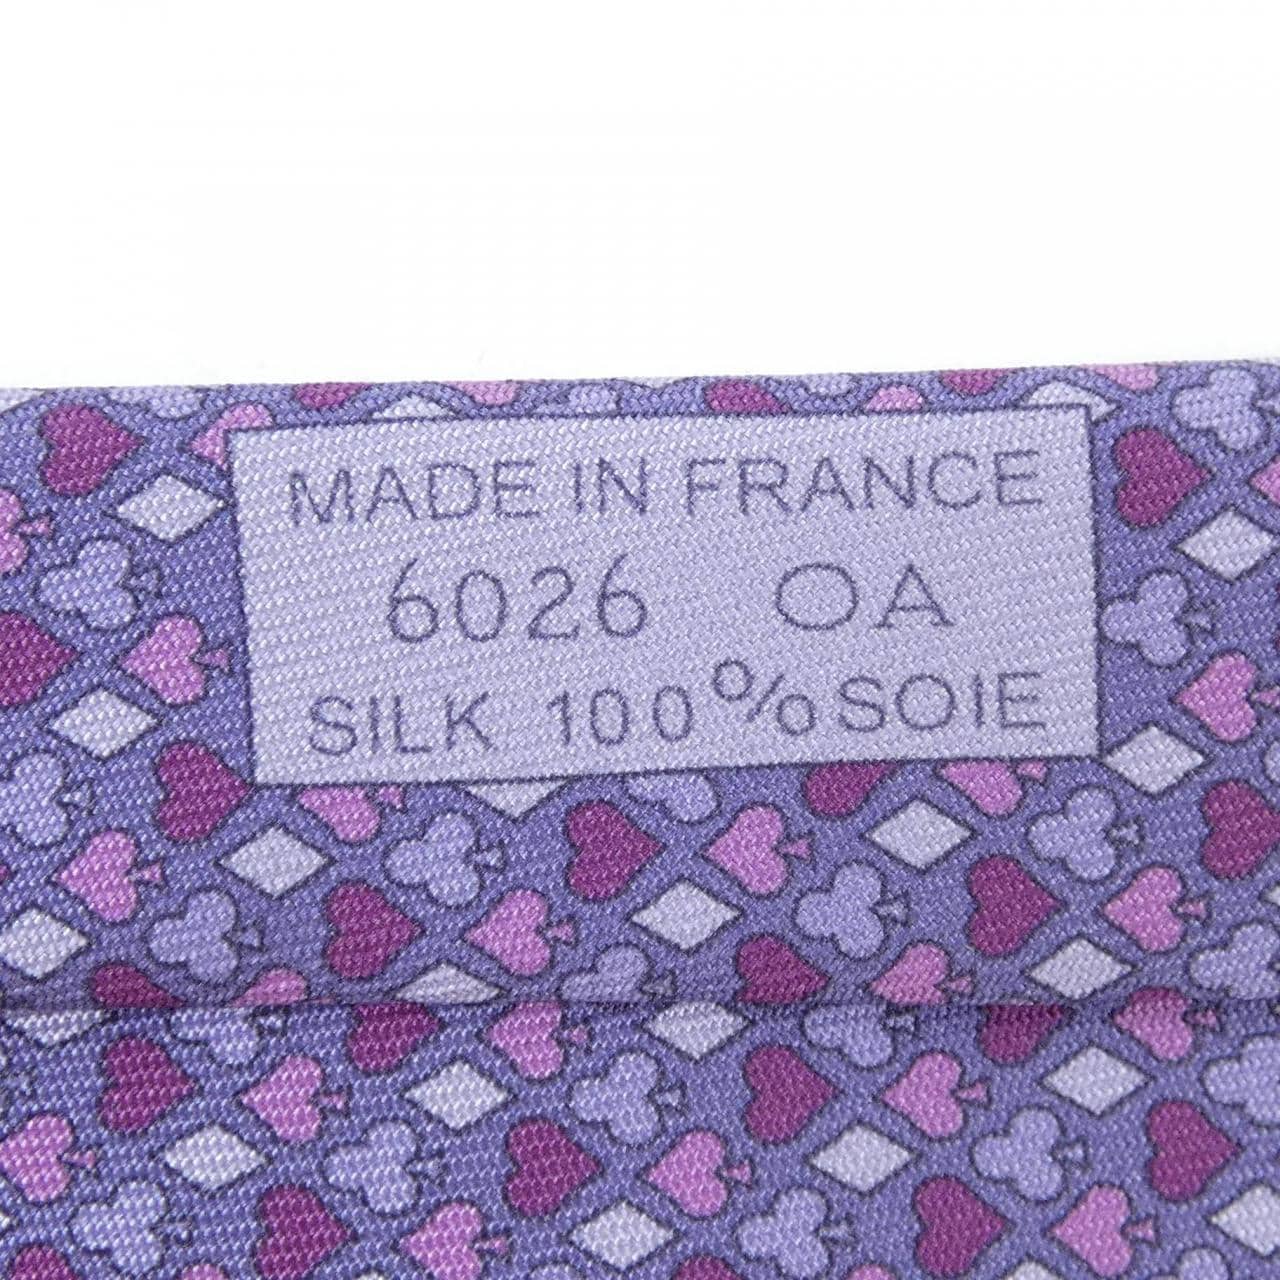 MADE IN FRANCE
6026 OA
SILK 100% SOIE